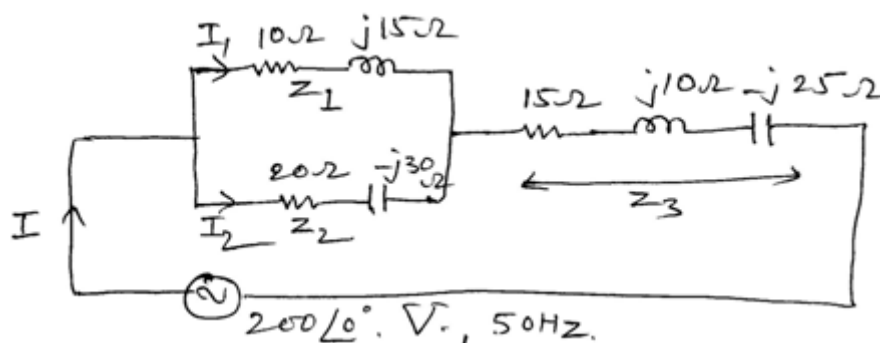 I₁ 10Ω j15Ω
Z₁
15Ω j10Ω -j25Ω
20Ω -j30Ω
I
I₂ Z₂
Z₃
200∠0°. V., 50Hz.